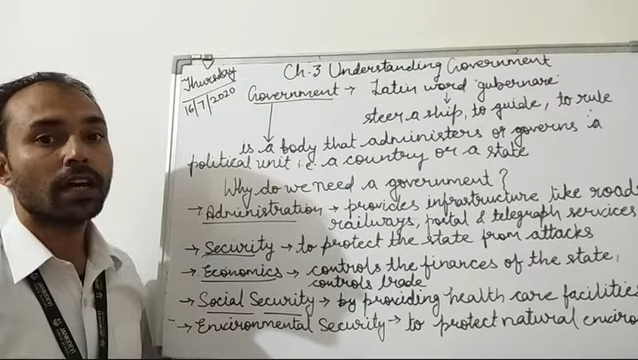 Thursday
16/7/2020
Ch.3 Understanding Government
Government → Latin word 'gubernare'
steer a ship, to guide, to rule
is a body that administers or governs a
political unit i.e. a country or a state
Why do we need a government?
→ Administration → provides infrastructure like road
railways, postal & telegraph services
→ Security → to protect the state from attacks
→ Economics → controls the finances of the state,
controls trade
→ Social Security → by providing health care facilities
→ Environmental Security → to protect natural enviro